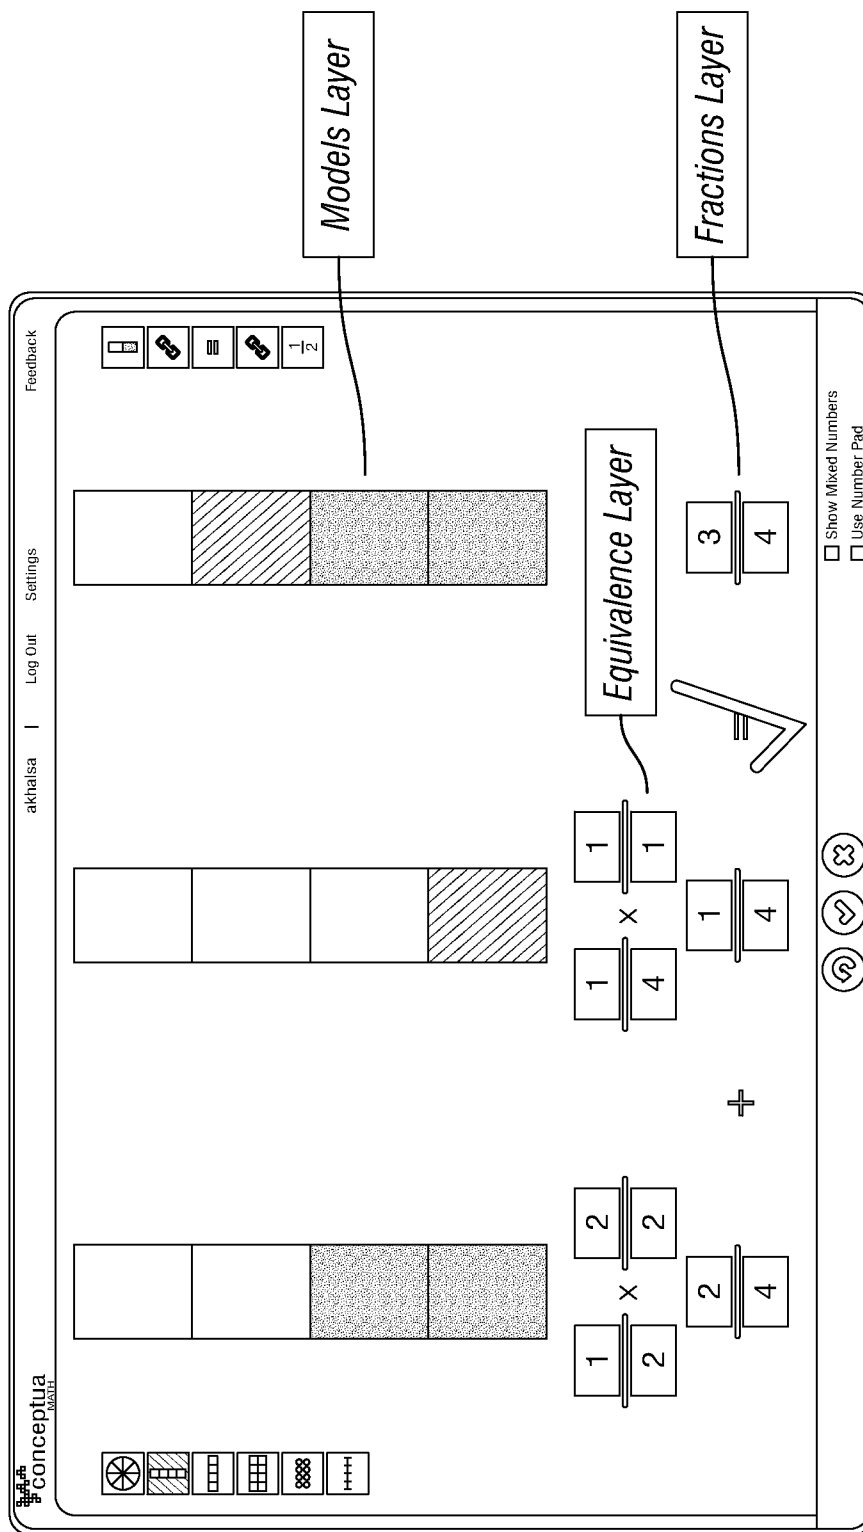 conceptua
MATH
akhalsa | Log Out Settings Feedback
Models Layer
1
2
Equivalence Layer
1 2 1 1
X X
2 2 4 1
Fractions Layer
2 + 1 = 3
4 4 4
Show Mixed Numbers
Use Number Pad